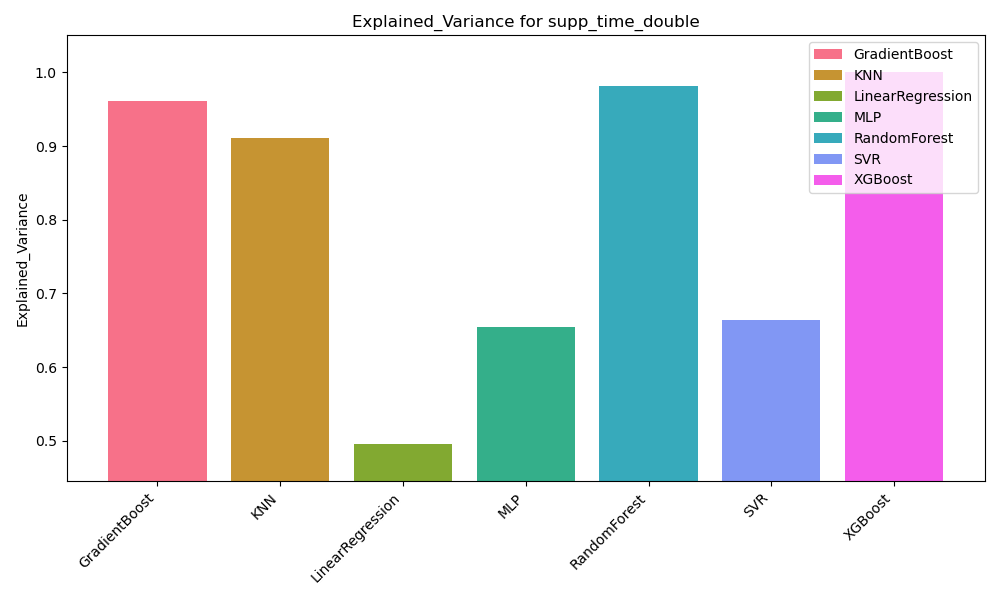 Explained_Variance for supp_time_double
GradientBoost
KNN
LinearRegression
MLP
RandomForest
SVR
XGBoost
Explained_Variance
1.0
0.9
0.8
0.7
0.6
0.5
GradientBoost
KNN
LinearRegression
MLP
RandomForest
SVR
XGBoost